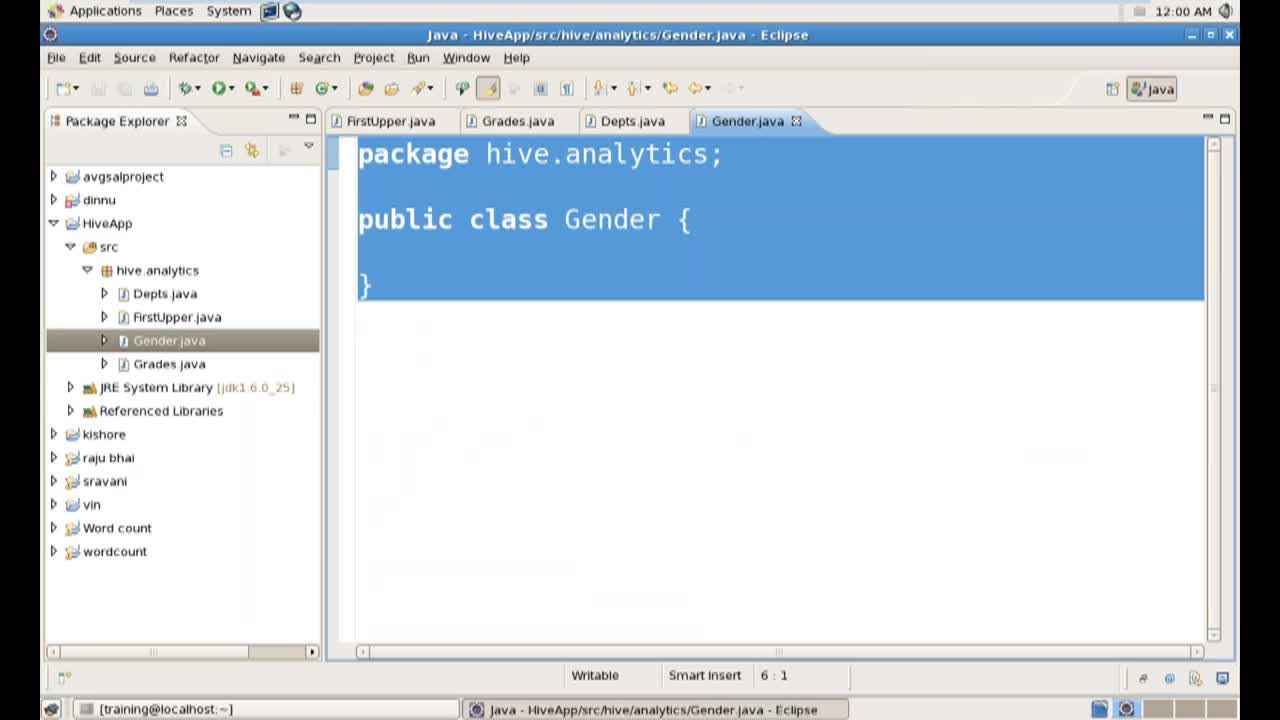 Applications Places System 12:00 AM
Java - HiveApp/src/hive/analytics/Gender.java - Eclipse
File Edit Source Refactor Navigate Search Project Run Window Help
Java
Package Explorer
FirstUpper.java Grades.java Depts.java Gender.java
avgsalproject
dinnu
HiveApp
src
hive.analytics
Depts.java
FirstUpper.java
Gender.java
Grades.java
JRE System Library [jdk1.6.0_25]
Referenced Libraries
kishore
raju bhai
sravani
vin
Word count
wordcount
package hive.analytics;
public class Gender {
}
Writable Smart Insert 6 : 1
[training@localhost:~] Java - HiveApp/src/hive/analytics/Gender.java - Eclipse